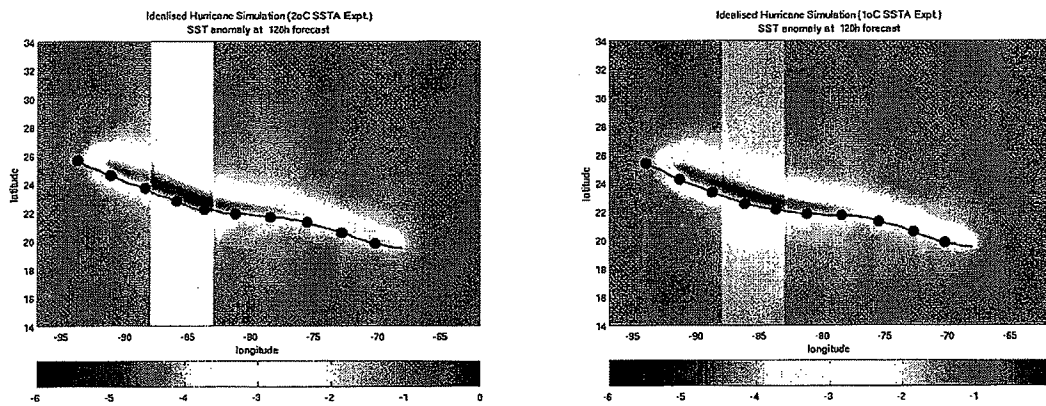 Idealised Hurricane Simulation (2oC SSTA Expt.)
SST anomaly at 120h forecast
34
32
30
28
26
24
22
20
18
16
14
latitude
-95 -90 -85 -80 -75 -70
longitude
-6 -5 -4 -3 -2 -1 0
Idealised Hurricane Simulation (1oC SSTA Expt.)
SST anomaly at 120h forecast
34
32
30
28
26
24
22
20
18
16
14
latitude
-95 -90 -85 -80 -75 -70 -65
longitude
-6 -5 -4 -3 -2 -1